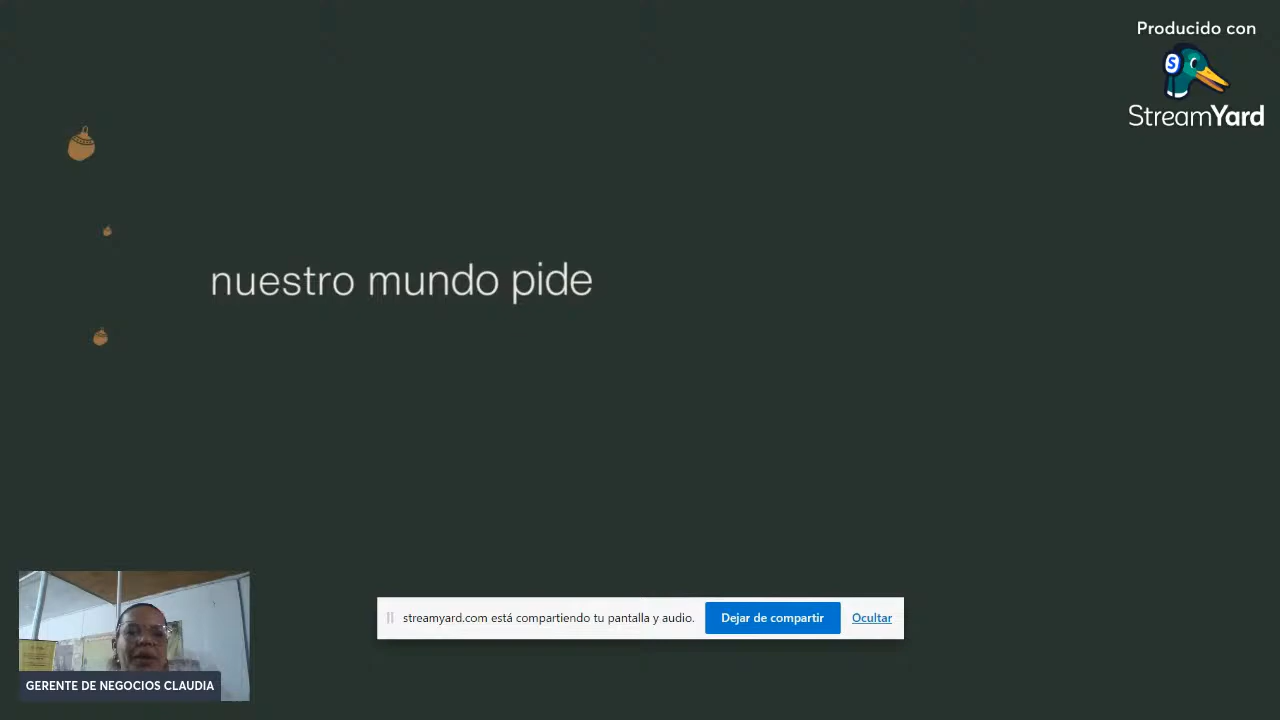 Producido con
S
StreamYard
nuestro mundo pide
streamyard.com está compartiendo tu pantalla y audio.
Dejar de compartir
Ocultar
GERENTE DE NEGOCIOS CLAUDIA